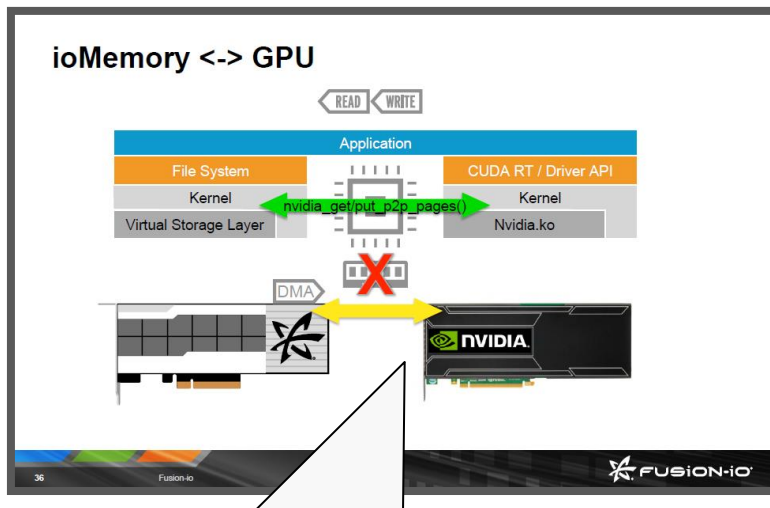 ioMemory <-> GPU
READ WRITE
Application
File System
CUDA RT / Driver API
Kernel
nvidia_get/put_p2p_pages()
Kernel
Virtual Storage Layer
Nvidia.ko
X
DMA
NVIDIA.
36
Fusion-io
FUSION-iO